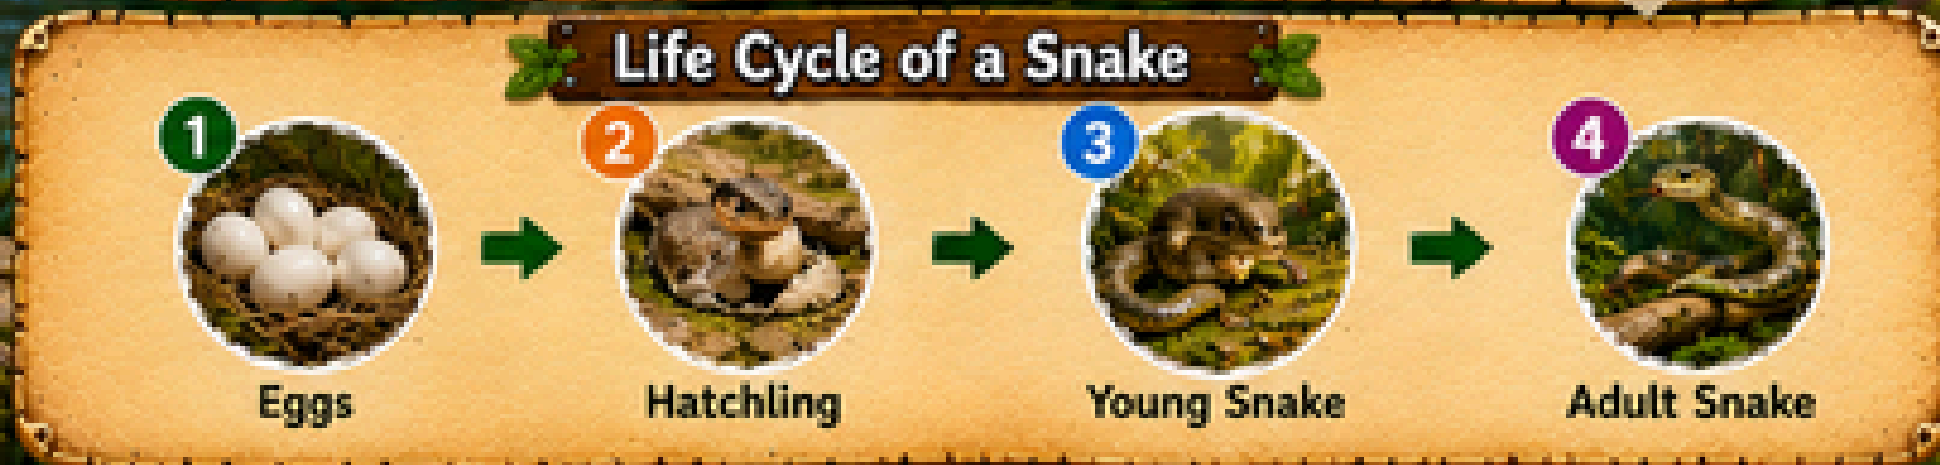 Life Cycle of a Snake
1
2
3
4
Eggs
Hatchling
Young Snake
Adult Snake